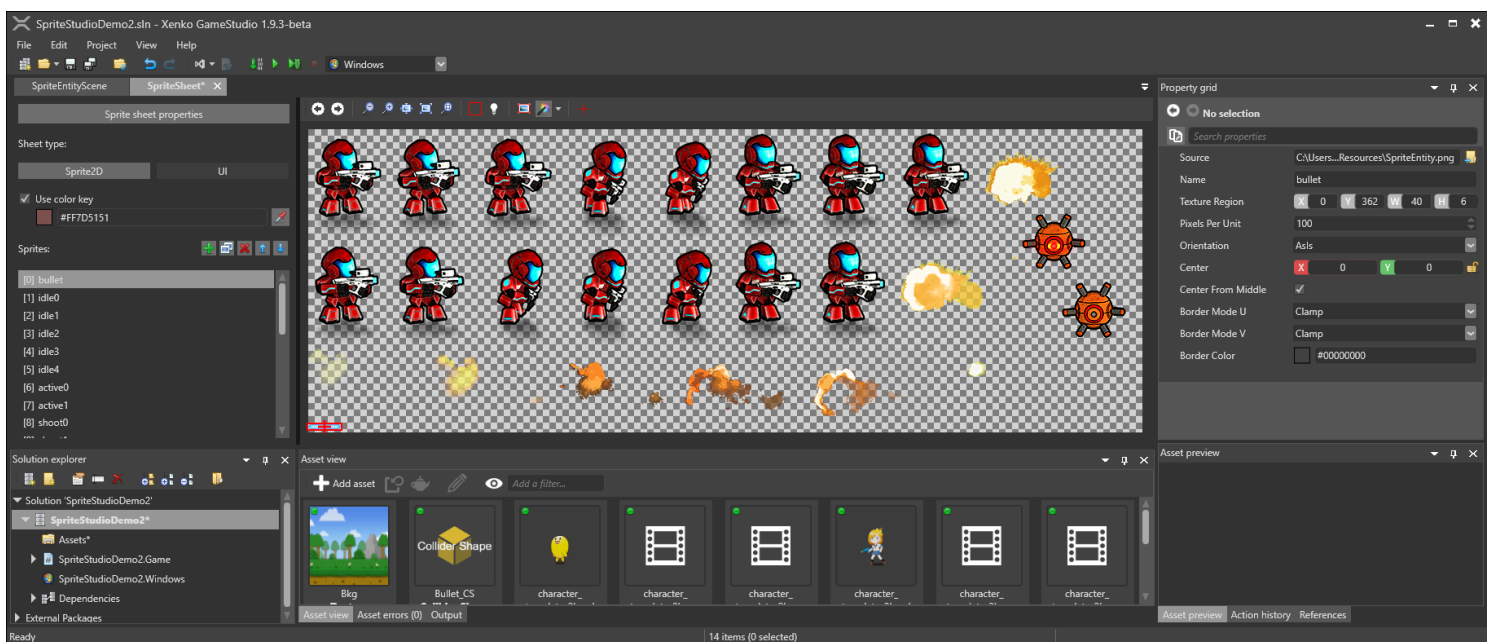 SpriteStudioDemo2.sln - Xenko GameStudio 1.9.3-beta
File Edit Project View Help
Windows
SpriteEntityScene SpriteSheet*
Sprite sheet properties
Sheet type:
Sprite2D UI
Use color key
#FF7D5151
Sprites:
[0] bullet
[1] idle0
[2] idle1
[3] idle2
[4] idle3
[5] idle4
[6] active0
[7] active1
[8] shoot0
Property grid
No selection
Search properties
Source C:\Users...Resources\SpriteEntity.png
Name bullet
Texture Region X 0 Y 362 W 40 H 6
Pixels Per Unit 100
Orientation AsIs
Center X 0 Y 0
Center From Middle
Border Mode U Clamp
Border Mode V Clamp
Border Color #00000000
Solution explorer
Solution 'SpriteStudioDemo2'
SpriteStudioDemo2*
Assets*
SpriteStudioDemo2.Game
SpriteStudioDemo2.Windows
Dependencies
External Packages
Asset view
Add asset Add a filter...
Collider Shape
Bkg Bullet_CS character_ character_ character_ character_ character_
Asset view Asset errors (0) Output
Asset preview
Asset preview Action history References
Ready 14 items (0 selected)